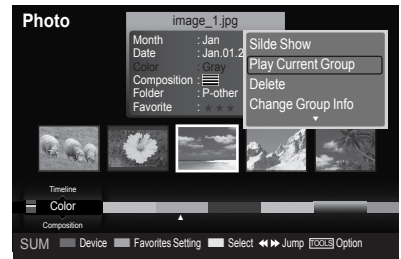 Photo
image_1.jpg
Month : Jan
Date : Jan.01.2
Color : Gray
Composition :
Folder : P-other
Favorite : ★ ★ ★
Silde Show
Play Current Group
Delete
Change Group Info
Timeline
Color
Composition
SUM Device Favorites Setting Select Jump TOOLS Option